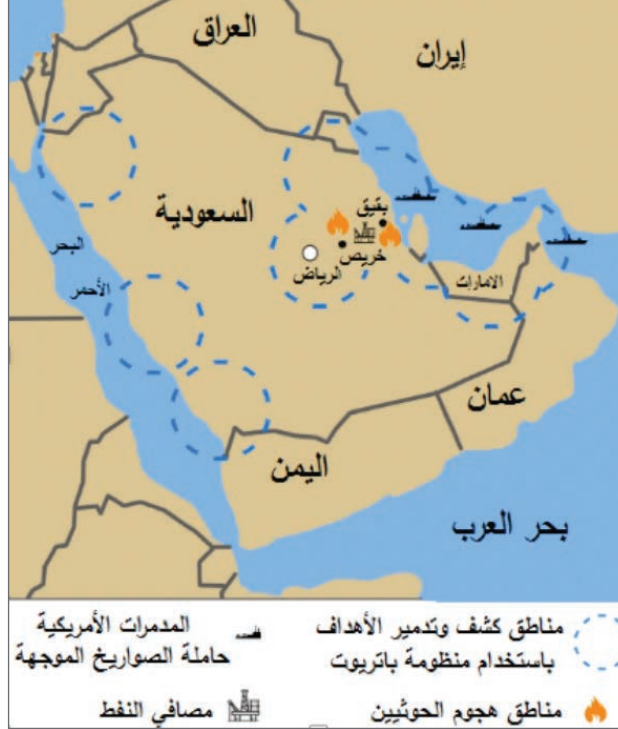 العراق
إيران
السعودية
بقيق
خريص
الرياض
البحر
الأحمر
الامارات
عمان
اليمن
بحر العرب
مناطق كشف وتدمير الأهداف
باستخدام منظومة باتريوت
المدمرات الأمريكية
حاملة الصواريخ الموجهة
مناطق هجوم الحوثيين
مصافي النفط